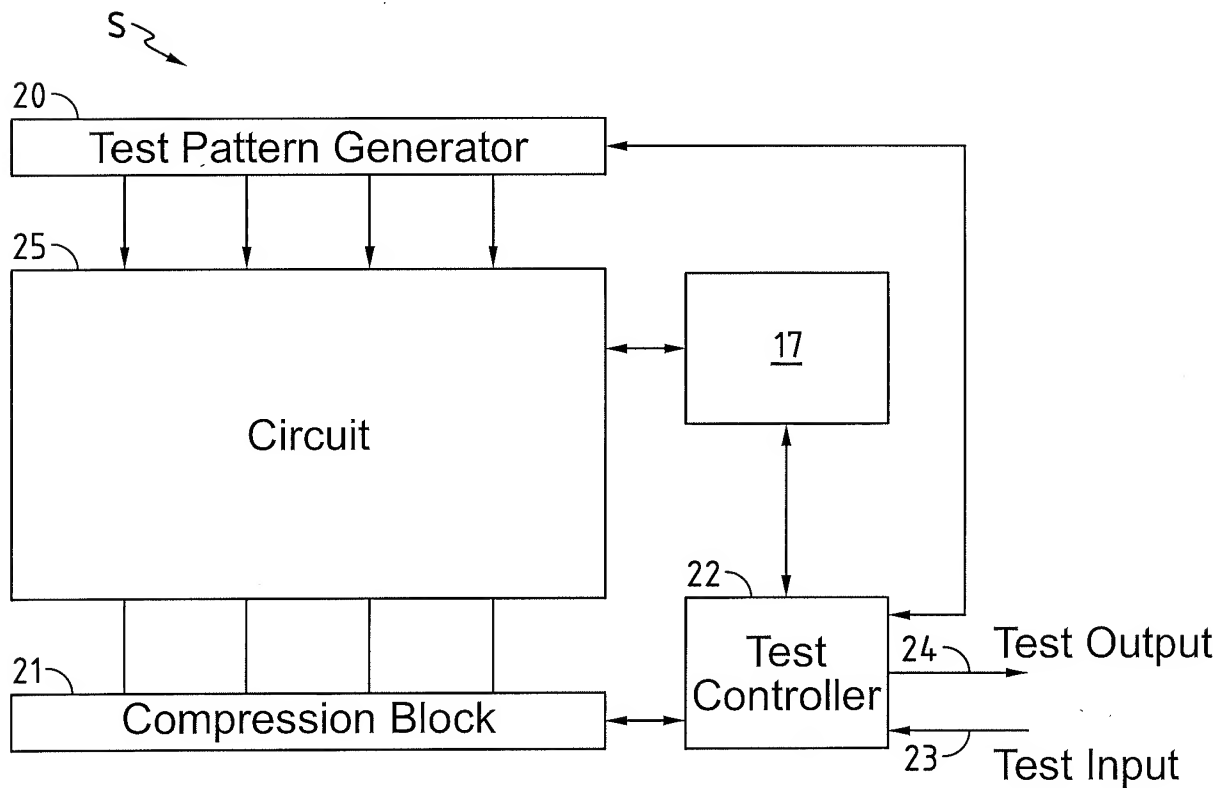 S
20
Test Pattern Generator
25
Circuit
17
22
Test
Controller
24
Test Output
21
Compression Block
23
Test Input